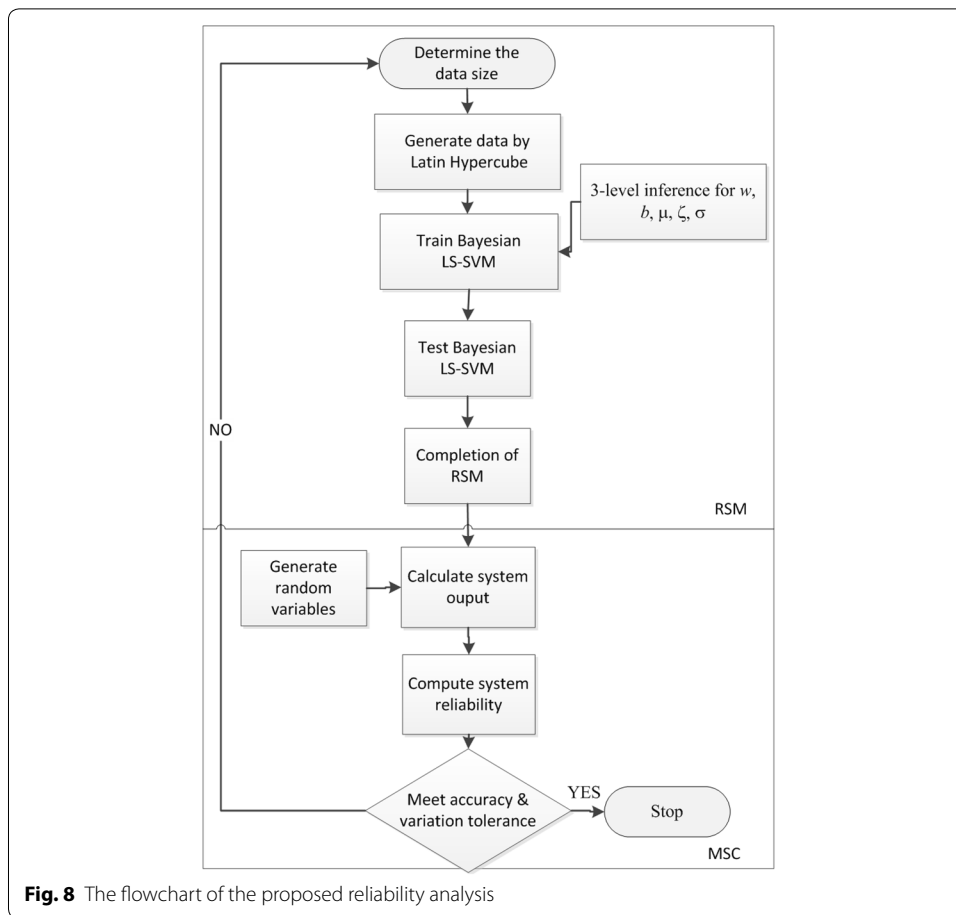 Determine the
data size
Generate data by
Latin Hypercube
3-level inference for w,
b, μ, ζ, σ
Train Bayesian
LS-SVM
Test Bayesian
LS-SVM
NO
Completion of
RSM
RSM
Generate
random
variables
Calculate system
ouput
Compute system
reliability
Meet accuracy &
variation tolerance
YES
Stop
MSC
Fig. 8 The flowchart of the proposed reliability analysis